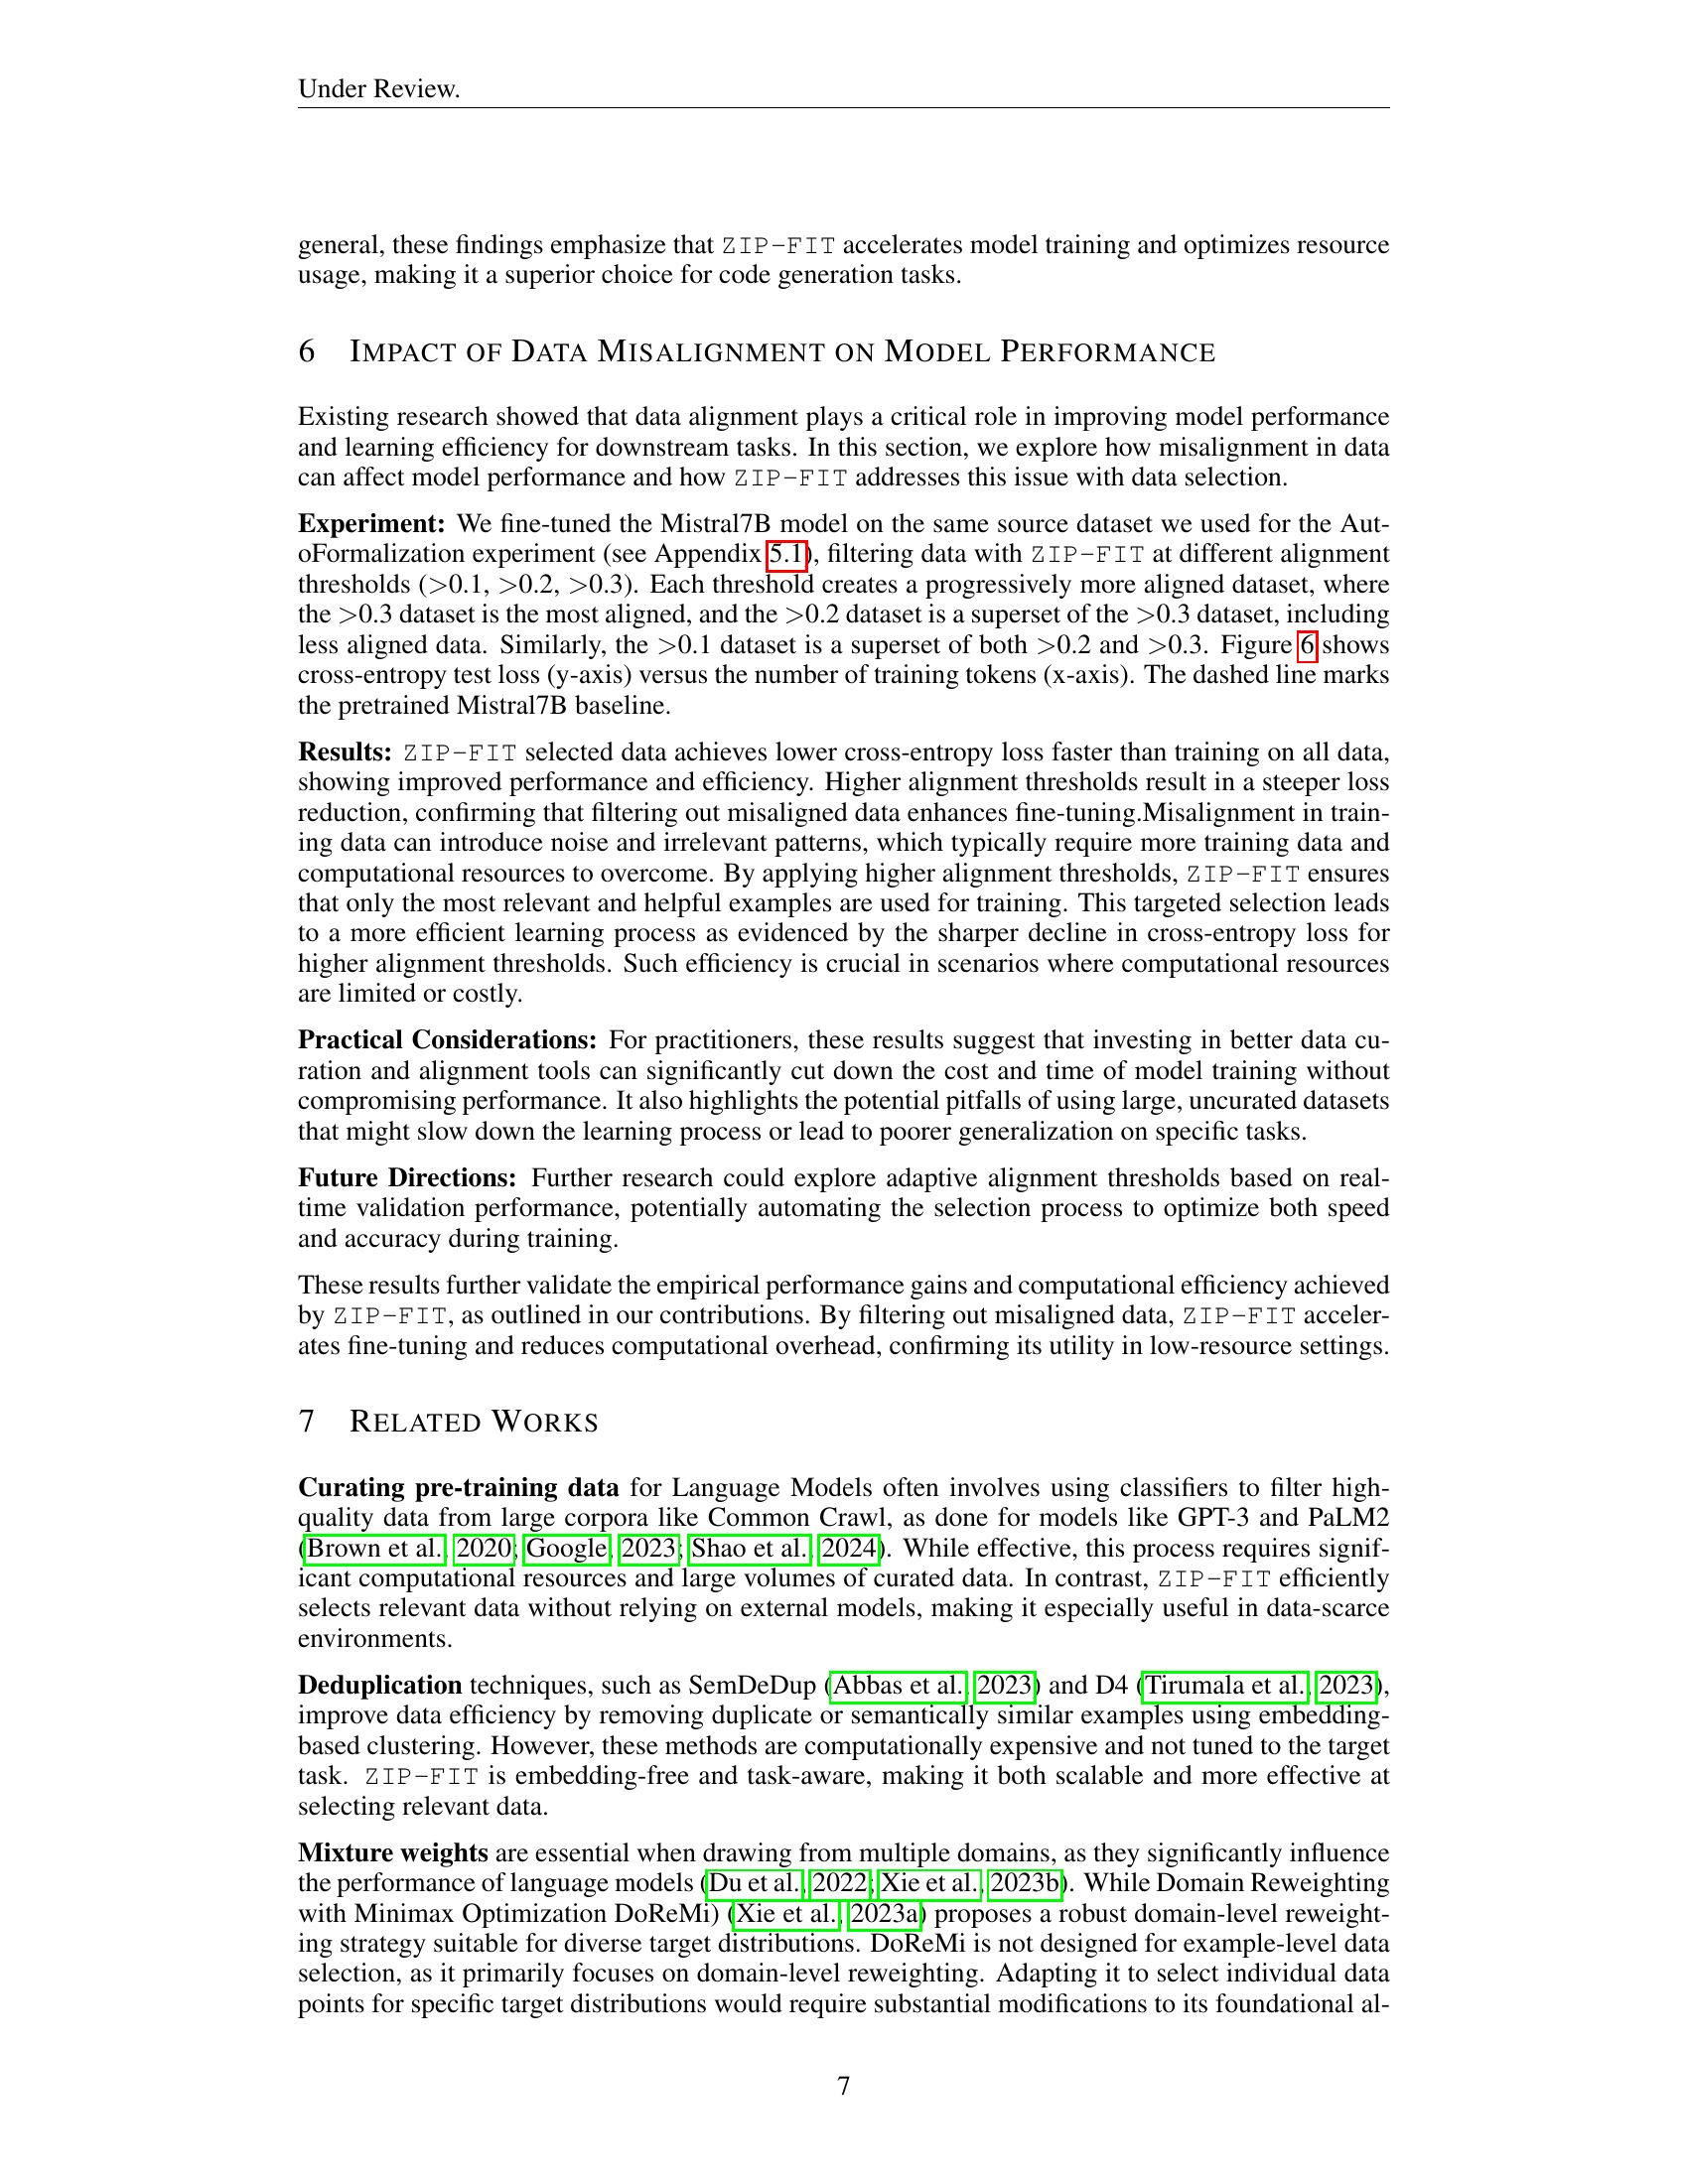 Under Review.
general, these findings emphasize that ZIP-FIT accelerates model training and optimizes resource
usage, making it a superior choice for code generation tasks.
6 IMPACT OF DATA MISALIGNMENT ON MODEL PERFORMANCE
Existing research showed that data alignment plays a critical role in improving model performance
and learning efficiency for downstream tasks. In this section, we explore how misalignment in data
can affect model performance and how ZIP-FIT addresses this issue with data selection.
Experiment: We fine-tuned the Mistral7B model on the same source dataset we used for the Aut-
oFormalization experiment (see Appendix 5.1), filtering data with ZIP-FIT at different alignment
thresholds (>0.1, >0.2, >0.3). Each threshold creates a progressively more aligned dataset, where
the >0.3 dataset is the most aligned, and the >0.2 dataset is a superset of the >0.3 dataset, including
less aligned data. Similarly, the >0.1 dataset is a superset of both >0.2 and >0.3. Figure 6 shows
cross-entropy test loss (y-axis) versus the number of training tokens (x-axis). The dashed line marks
the pretrained Mistral7B baseline.
Results: ZIP-FIT selected data achieves lower cross-entropy loss faster than training on all data,
showing improved performance and efficiency. Higher alignment thresholds result in a steeper loss
reduction, confirming that filtering out misaligned data enhances fine-tuning.Misalignment in train-
ing data can introduce noise and irrelevant patterns, which typically require more training data and
computational resources to overcome. By applying higher alignment thresholds, ZIP-FIT ensures
that only the most relevant and helpful examples are used for training. This targeted selection leads
to a more efficient learning process as evidenced by the sharper decline in cross-entropy loss for
higher alignment thresholds. Such efficiency is crucial in scenarios where computational resources
are limited or costly.
Practical Considerations: For practitioners, these results suggest that investing in better data cu-
ration and alignment tools can significantly cut down the cost and time of model training without
compromising performance. It also highlights the potential pitfalls of using large, uncurated datasets
that might slow down the learning process or lead to poorer generalization on specific tasks.
Future Directions: Further research could explore adaptive alignment thresholds based on real-
time validation performance, potentially automating the selection process to optimize both speed
and accuracy during training.
These results further validate the empirical performance gains and computational efficiency achieved
by ZIP-FIT, as outlined in our contributions. By filtering out misaligned data, ZIP-FIT acceler-
ates fine-tuning and reduces computational overhead, confirming its utility in low-resource settings.
7 RELATED WORKS
Curating pre-training data for Language Models often involves using classifiers to filter high-
quality data from large corpora like Common Crawl, as done for models like GPT-3 and PaLM2
(Brown et al., 2020; Google, 2023; Shao et al., 2024). While effective, this process requires signif-
icant computational resources and large volumes of curated data. In contrast, ZIP-FIT efficiently
selects relevant data without relying on external models, making it especially useful in data-scarce
environments.
Deduplication techniques, such as SemDeDup (Abbas et al., 2023) and D4 (Tirumala et al., 2023),
improve data efficiency by removing duplicate or semantically similar examples using embedding-
based clustering. However, these methods are computationally expensive and not tuned to the target
task. ZIP-FIT is embedding-free and task-aware, making it both scalable and more effective at
selecting relevant data.
Mixture weights are essential when drawing from multiple domains, as they significantly influence
the performance of language models (Du et al., 2022; Xie et al., 2023b). While Domain Reweighting
with Minimax Optimization DoReMi) (Xie et al., 2023a) proposes a robust domain-level reweight-
ing strategy suitable for diverse target distributions. DoReMi is not designed for example-level data
selection, as it primarily focuses on domain-level reweighting. Adapting it to select individual data
points for specific target distributions would require substantial modifications to its foundational al-
7